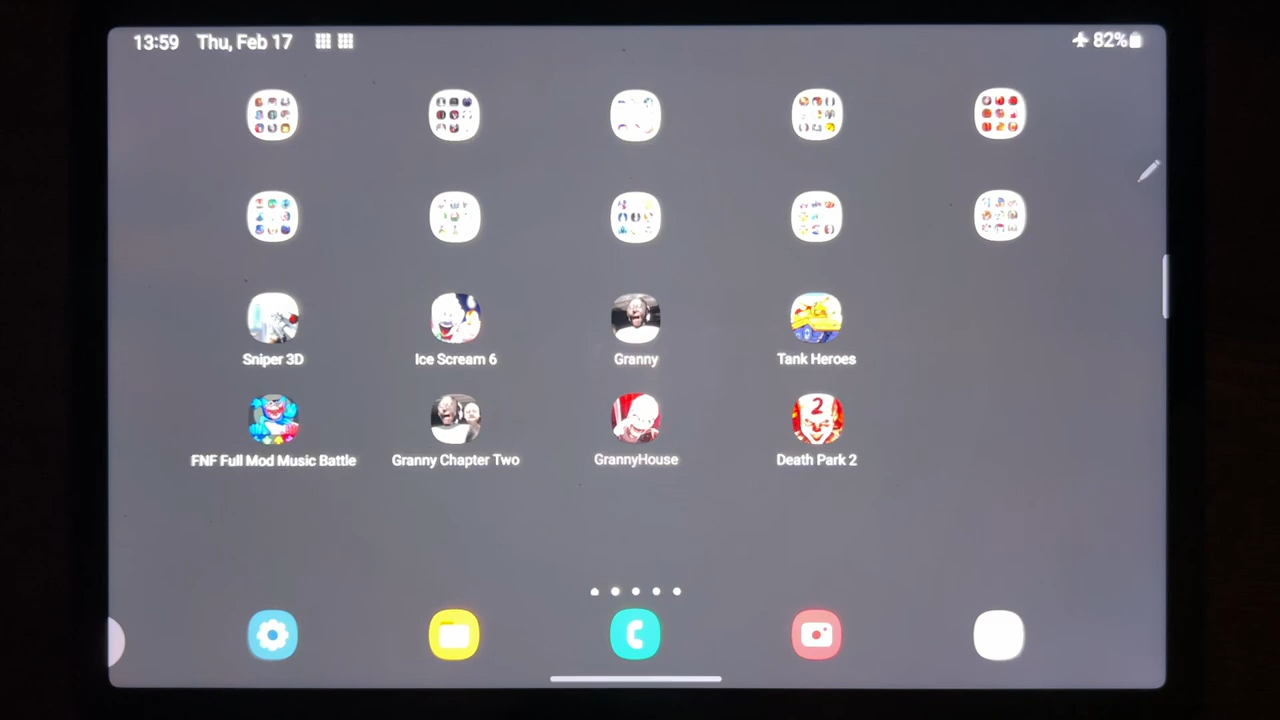 13:59 Thu, Feb 17 82%
Sniper 3D Ice Scream 6 Granny Tank Heroes
2
FNF Full Mod Music Battle Granny Chapter Two GrannyHouse Death Park 2